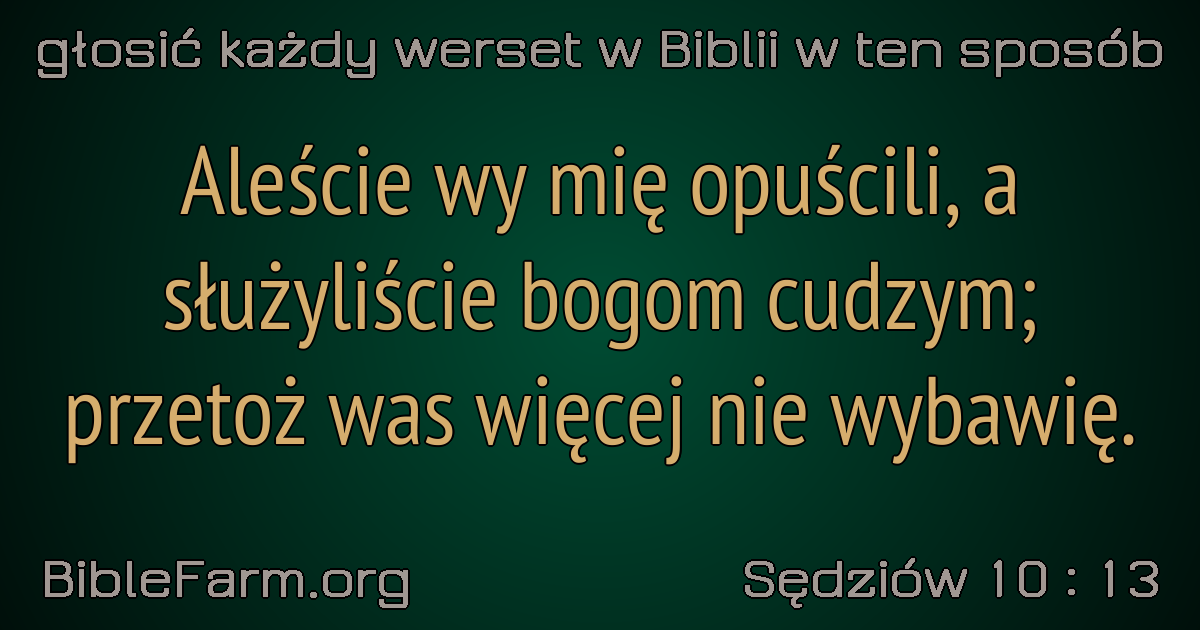 głosić każdy werset w Biblii w ten sposób
Aleście wy mię opuścili, a
służyliście bogom cudzym;
przetoż was więcej nie wybawię.
BibleFarm.org
Sędziów 10 : 13